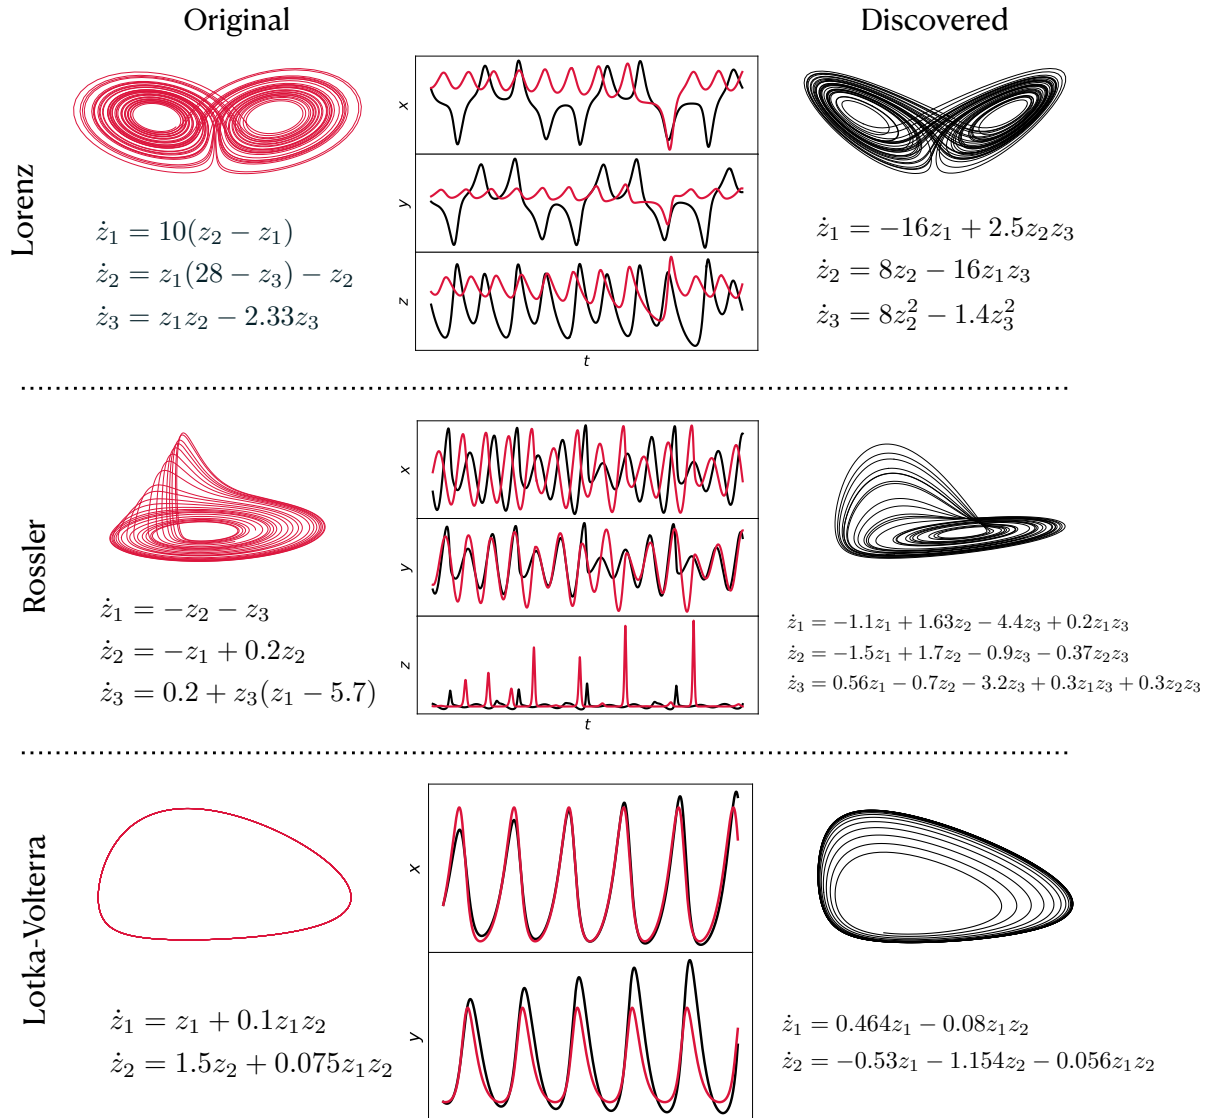 Original
Discovered
Lorenz
x
y
z
t
ż₁ = 10(z₂ − z₁)
ż₂ = z₁(28 − z₃) − z₂
ż₃ = z₁z₂ − 2.33z₃
ż₁ = −16z₁ + 2.5z₂z₃
ż₂ = 8z₂ − 16z₁z₃
ż₃ = 8z₂² − 1.4z₃²
Rossler
x
y
z
t
ż₁ = −z₂ − z₃
ż₂ = −z₁ + 0.2z₂
ż₃ = 0.2 + z₃(z₁ − 5.7)
ż₁ = −1.1z₁ + 1.63z₂ − 4.4z₃ + 0.2z₁z₃
ż₂ = −1.5z₁ + 1.7z₂ − 0.9z₃ − 0.37z₂z₃
ż₃ = 0.56z₁ − 0.7z₂ − 3.2z₃ + 0.3z₁z₃ + 0.3z₂z₃
Lotka-Volterra
x
y
ż₁ = z₁ + 0.1z₁z₂
ż₂ = 1.5z₂ + 0.075z₁z₂
ż₁ = 0.464z₁ − 0.08z₁z₂
ż₂ = −0.53z₁ − 1.154z₂ − 0.056z₁z₂